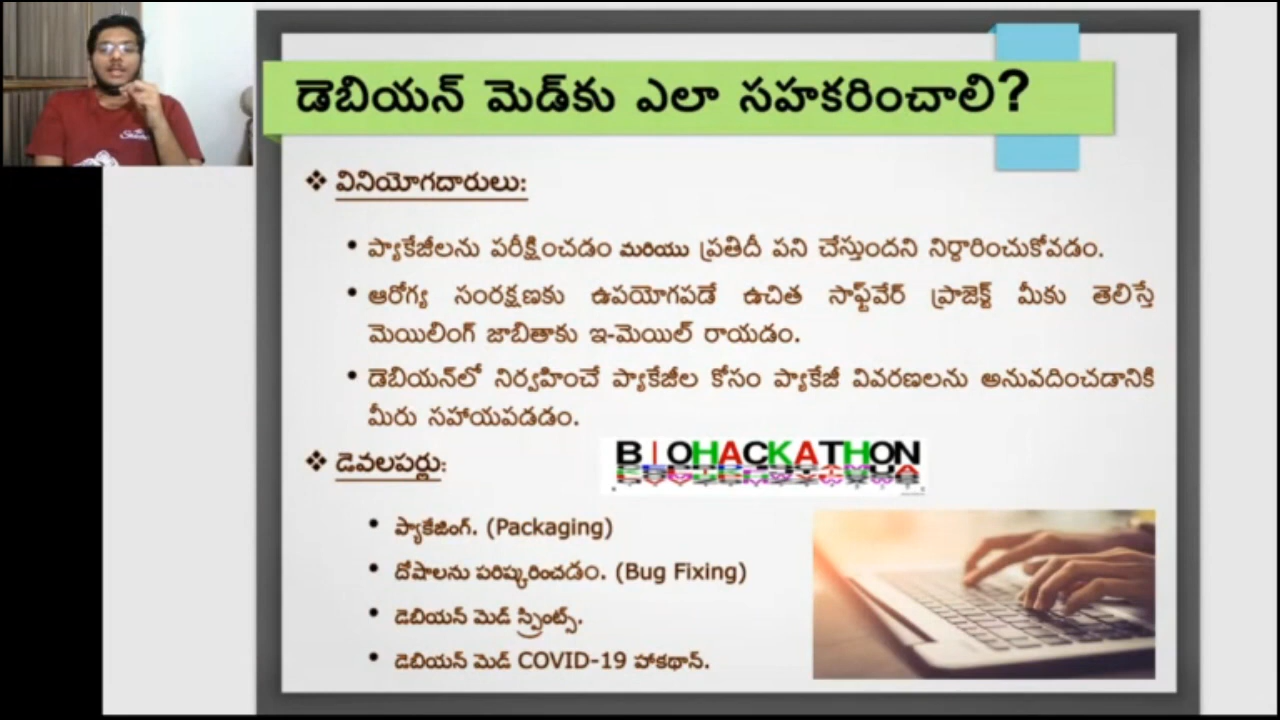 డెబియన్ మెడ్‌కు ఎలా సహకరించాలి?
❖ వినియోగదారులు:
• ప్యాకేజీలను పరీక్షించడం మరియు ప్రతిదీ పని చేస్తుందని నిర్ధారించుకోవడం.
• ఆరోగ్య సంరక్షణకు ఉపయోగపడే ఉచిత సాఫ్ట్‌వేర్ ప్రాజెక్ట్ మీకు తెలిస్తే
మెయిలింగ్ జాబితాకు ఇ-మెయిల్ రాయడం.
• డెబియన్‌లో నిర్వహించే ప్యాకేజీల కోసం ప్యాకేజీ వివరణలను అనువదించడానికి
మీరు సహాయపడడం.
❖ డెవలపర్లు:
BIOHACKATHON
• ప్యాకేజింగ్. (Packaging)
• దోషాలను పరిష్కరించడం. (Bug Fixing)
• డెబియన్ మెడ్ స్ప్రింట్స్.
• డెబియన్ మెడ్ COVID-19 హాకథాన్.